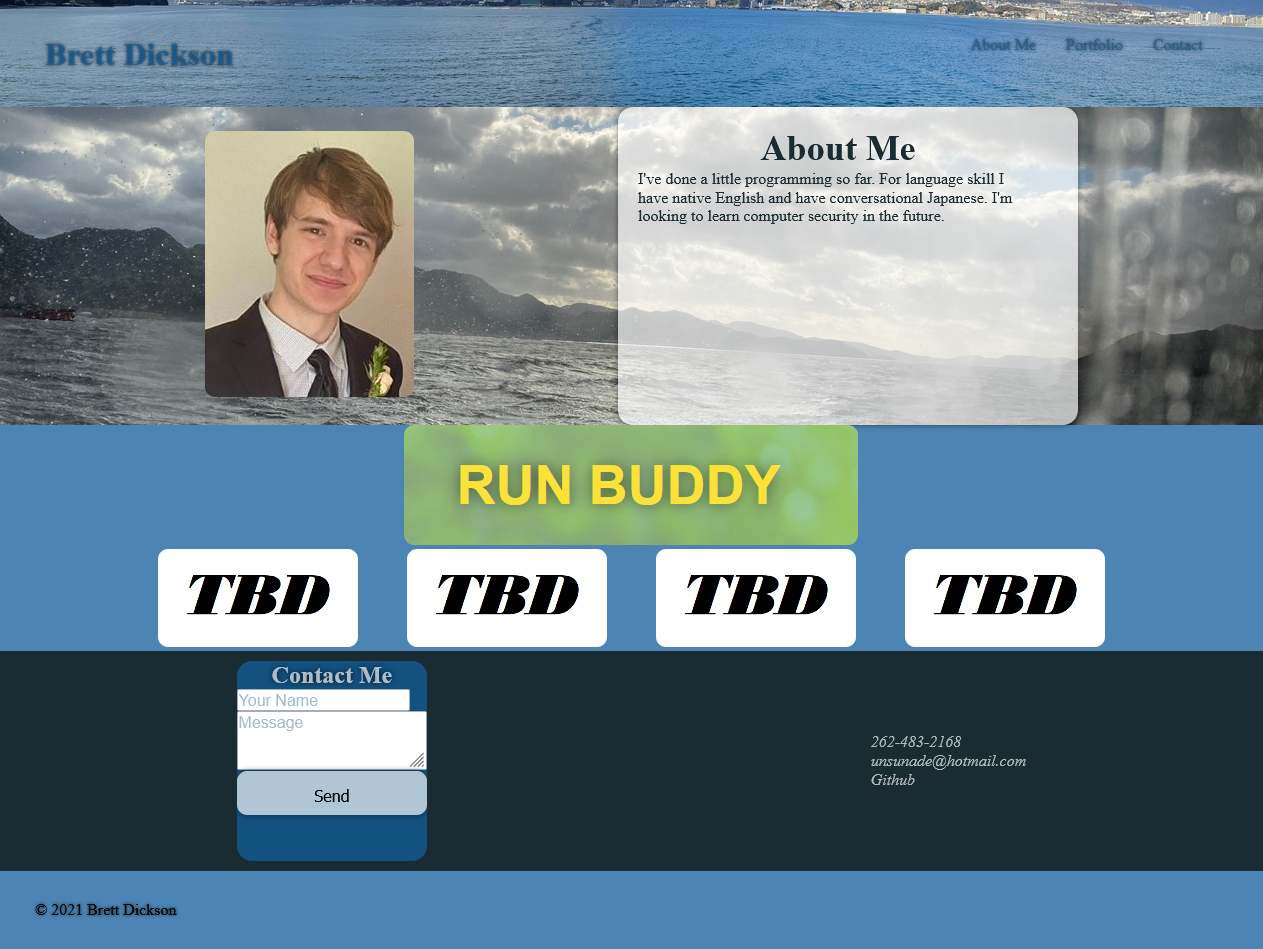 Brett Dickson
About Me
Portfolio
Contact
About Me
I've done a little programming so far. For language skill I
have native English and have conversational Japanese. I'm
looking to learn computer security in the future.
RUN BUDDY
TBD
TBD
TBD
TBD
Contact Me
Your Name
Message
Send
262-483-2168
unsunade@hotmail.com
Github
© 2021 Brett Dickson